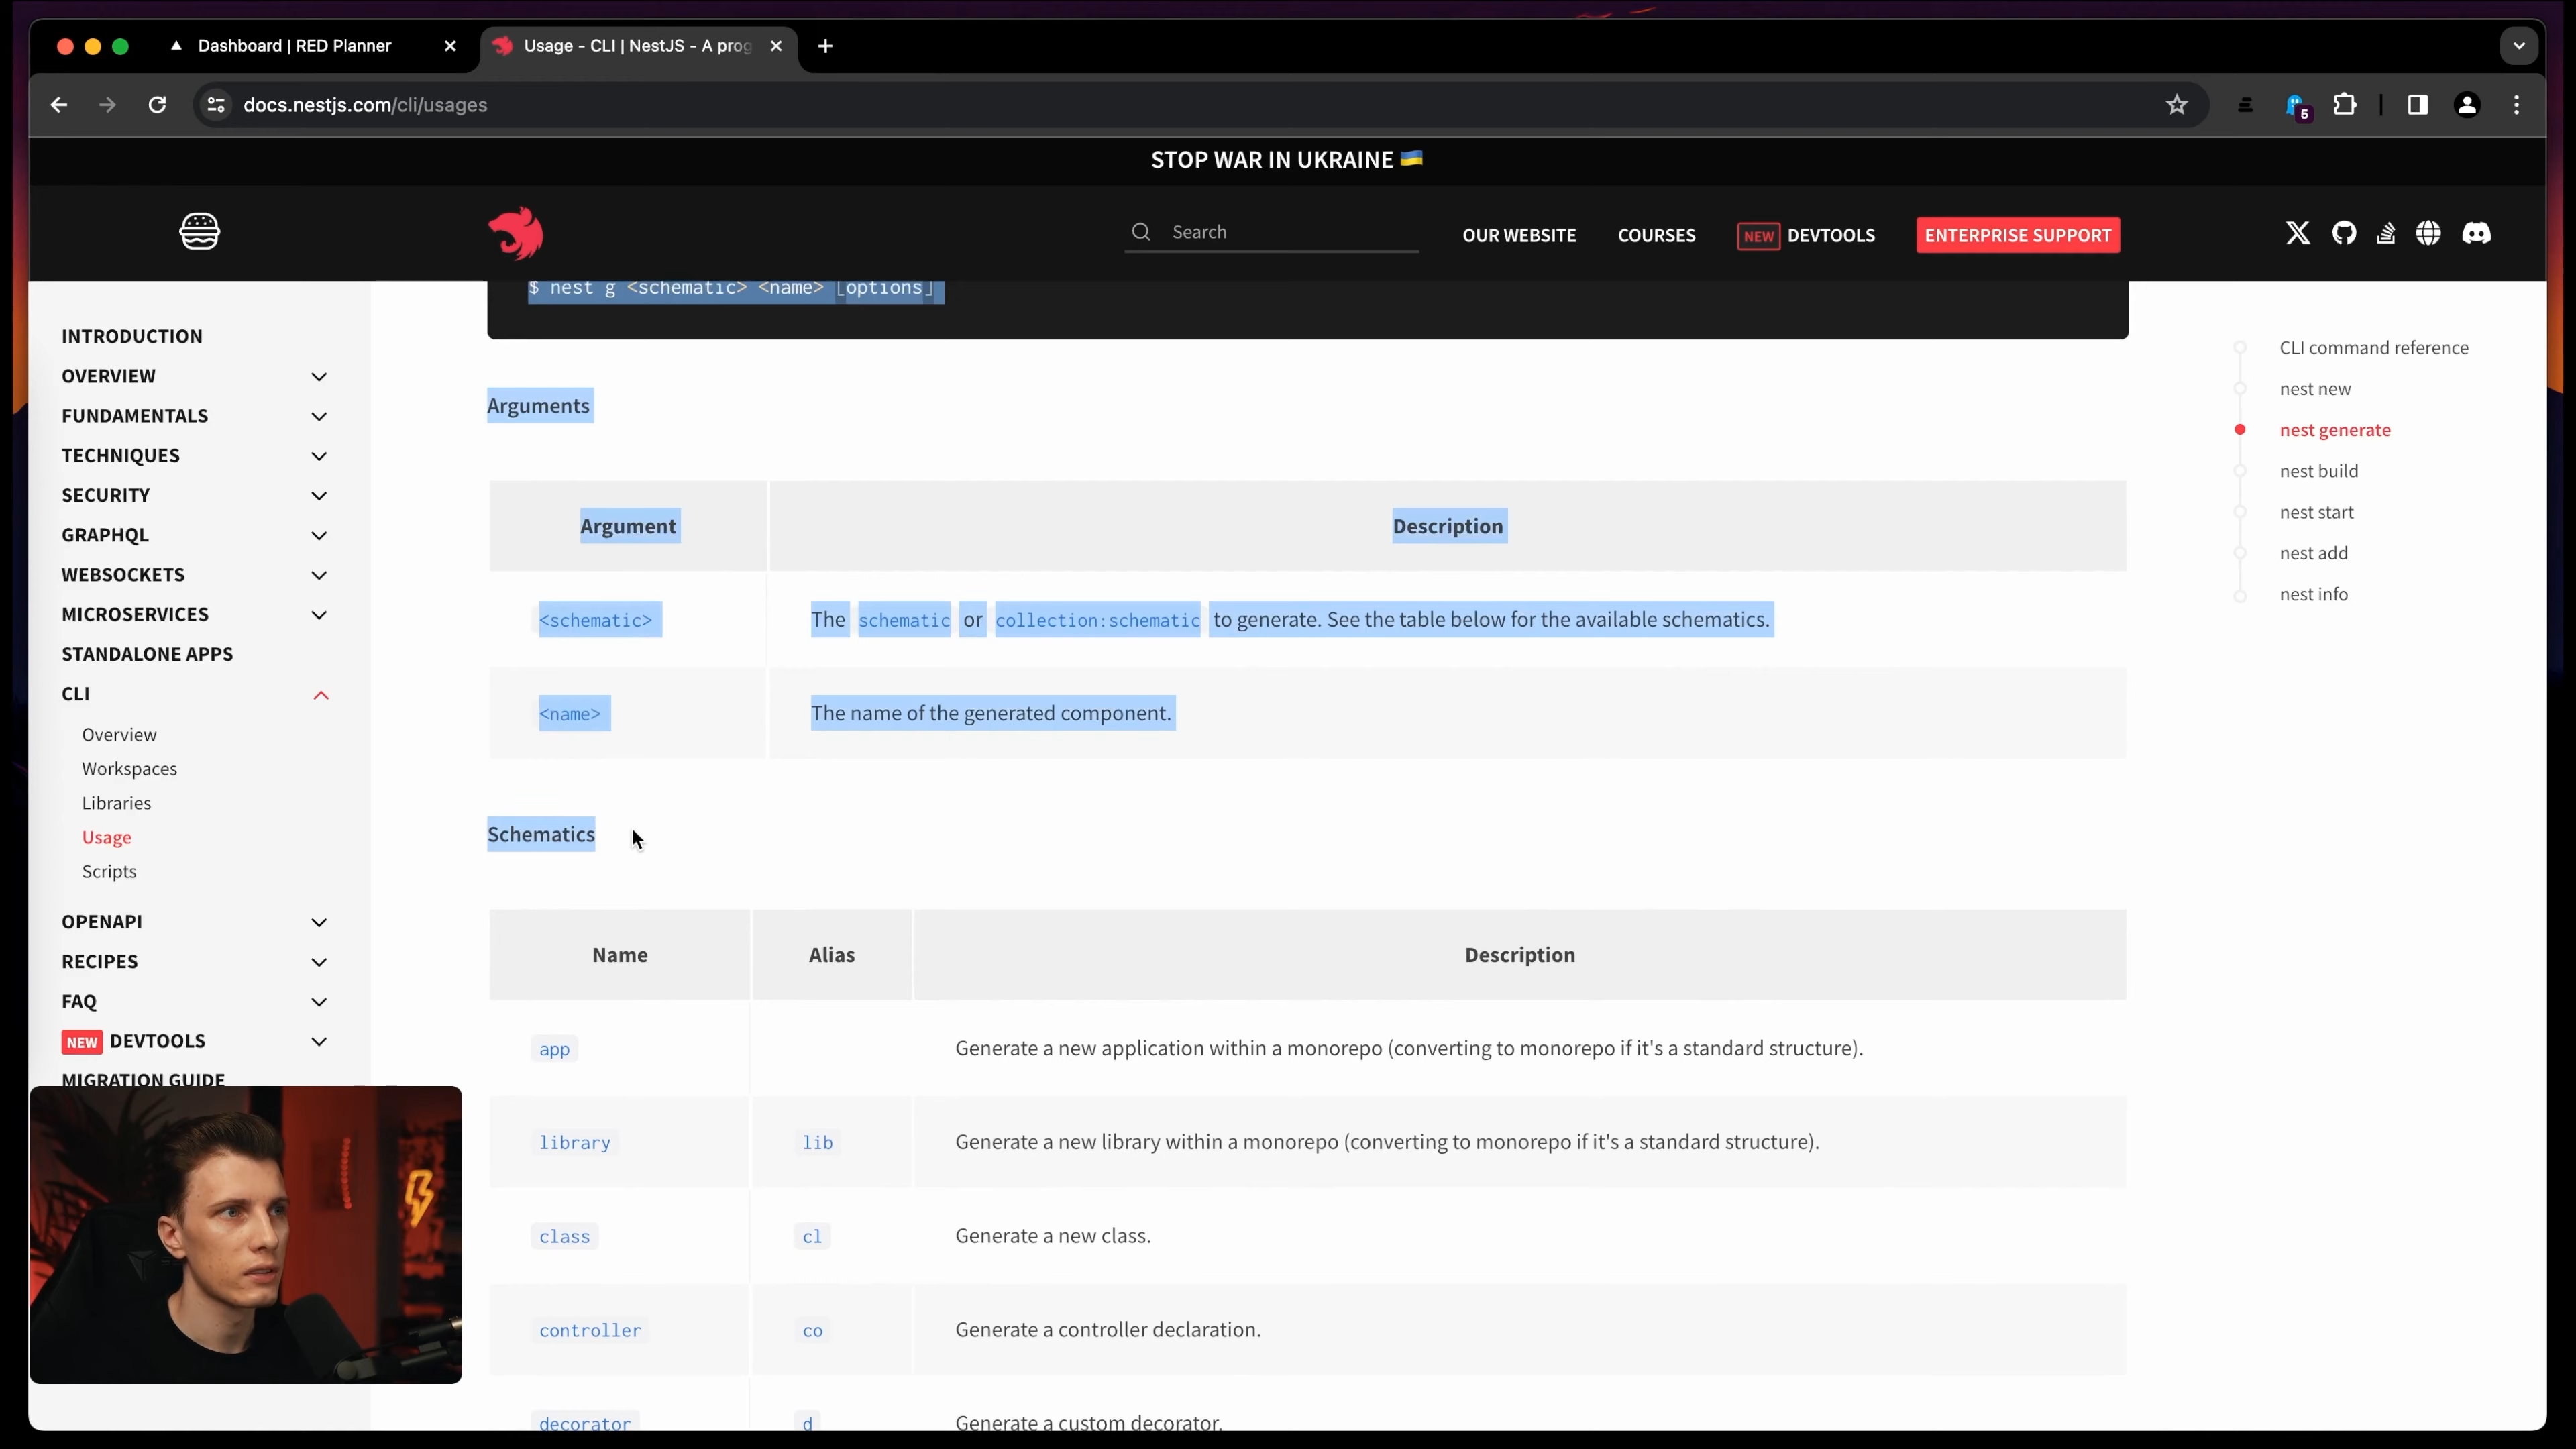 Dashboard | RED Planner
Usage - CLI | NestJS - A prog
docs.nestjs.com/cli/usages
5
STOP WAR IN UKRAINE 🇺🇦
Search
OUR WEBSITE
COURSES
NEW DEVTOOLS
ENTERPRISE SUPPORT
INTRODUCTION
OVERVIEW
FUNDAMENTALS
TECHNIQUES
SECURITY
GRAPHQL
WEBSOCKETS
MICROSERVICES
STANDALONE APPS
CLI
Overview
Workspaces
Libraries
Usage
Scripts
OPENAPI
RECIPES
FAQ
NEW DEVTOOLS
MIGRATION GUIDE
$ nest g <schematic> <name> [options]
Arguments
Argument Description
<schematic> The schematic or collection:schematic to generate. See the table below for the available schematics.
<name> The name of the generated component.
Schematics
Name Alias Description
app Generate a new application within a monorepo (converting to monorepo if it's a standard structure).
library lib Generate a new library within a monorepo (converting to monorepo if it's a standard structure).
class cl Generate a new class.
controller co Generate a controller declaration.
decorator d Generate a custom decorator.
CLI command reference
nest new
nest generate
nest build
nest start
nest add
nest info